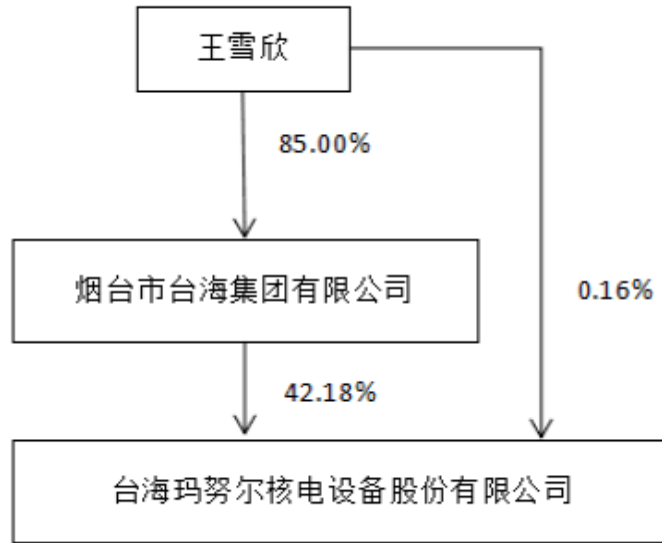 王雪欣
85.00%
烟台市台海集团有限公司
0.16%
42.18%
台海玛努尔核电设备股份有限公司